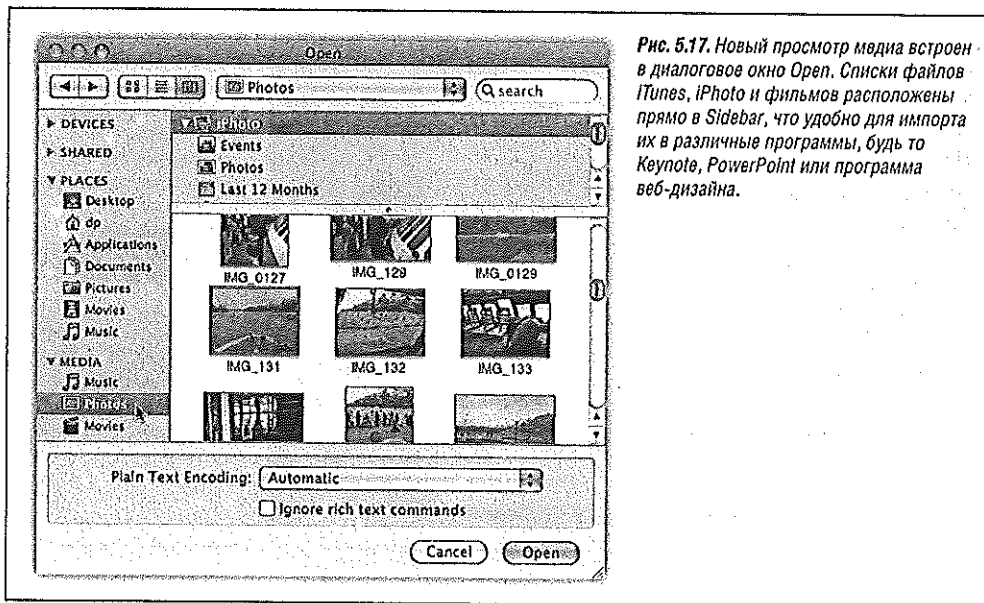 Open
Photos
search
▶ DEVICES
▶ SHARED
▼ PLACES
Desktop
dp
Applications
Documents
Pictures
Movies
Music
▼ MEDIA
Music
Photos
Movies
▼ iPhoto
Events
Photos
Last 12 Months
IMG_0127 IMG_129 IMG_0129
IMG_131 IMG_132 IMG_133
Plain Text Encoding: Automatic
Ignore rich text commands
Cancel Open
Рис. 5.17. Новый просмотр медиа встроен
в диалоговое окно Open. Списки файлов
iTunes, iPhoto и фильмов расположены
прямо в Sidebar, что удобно для импорта
их в различные программы, будь то
Keynote, PowerPoint или программа
веб-дизайна.